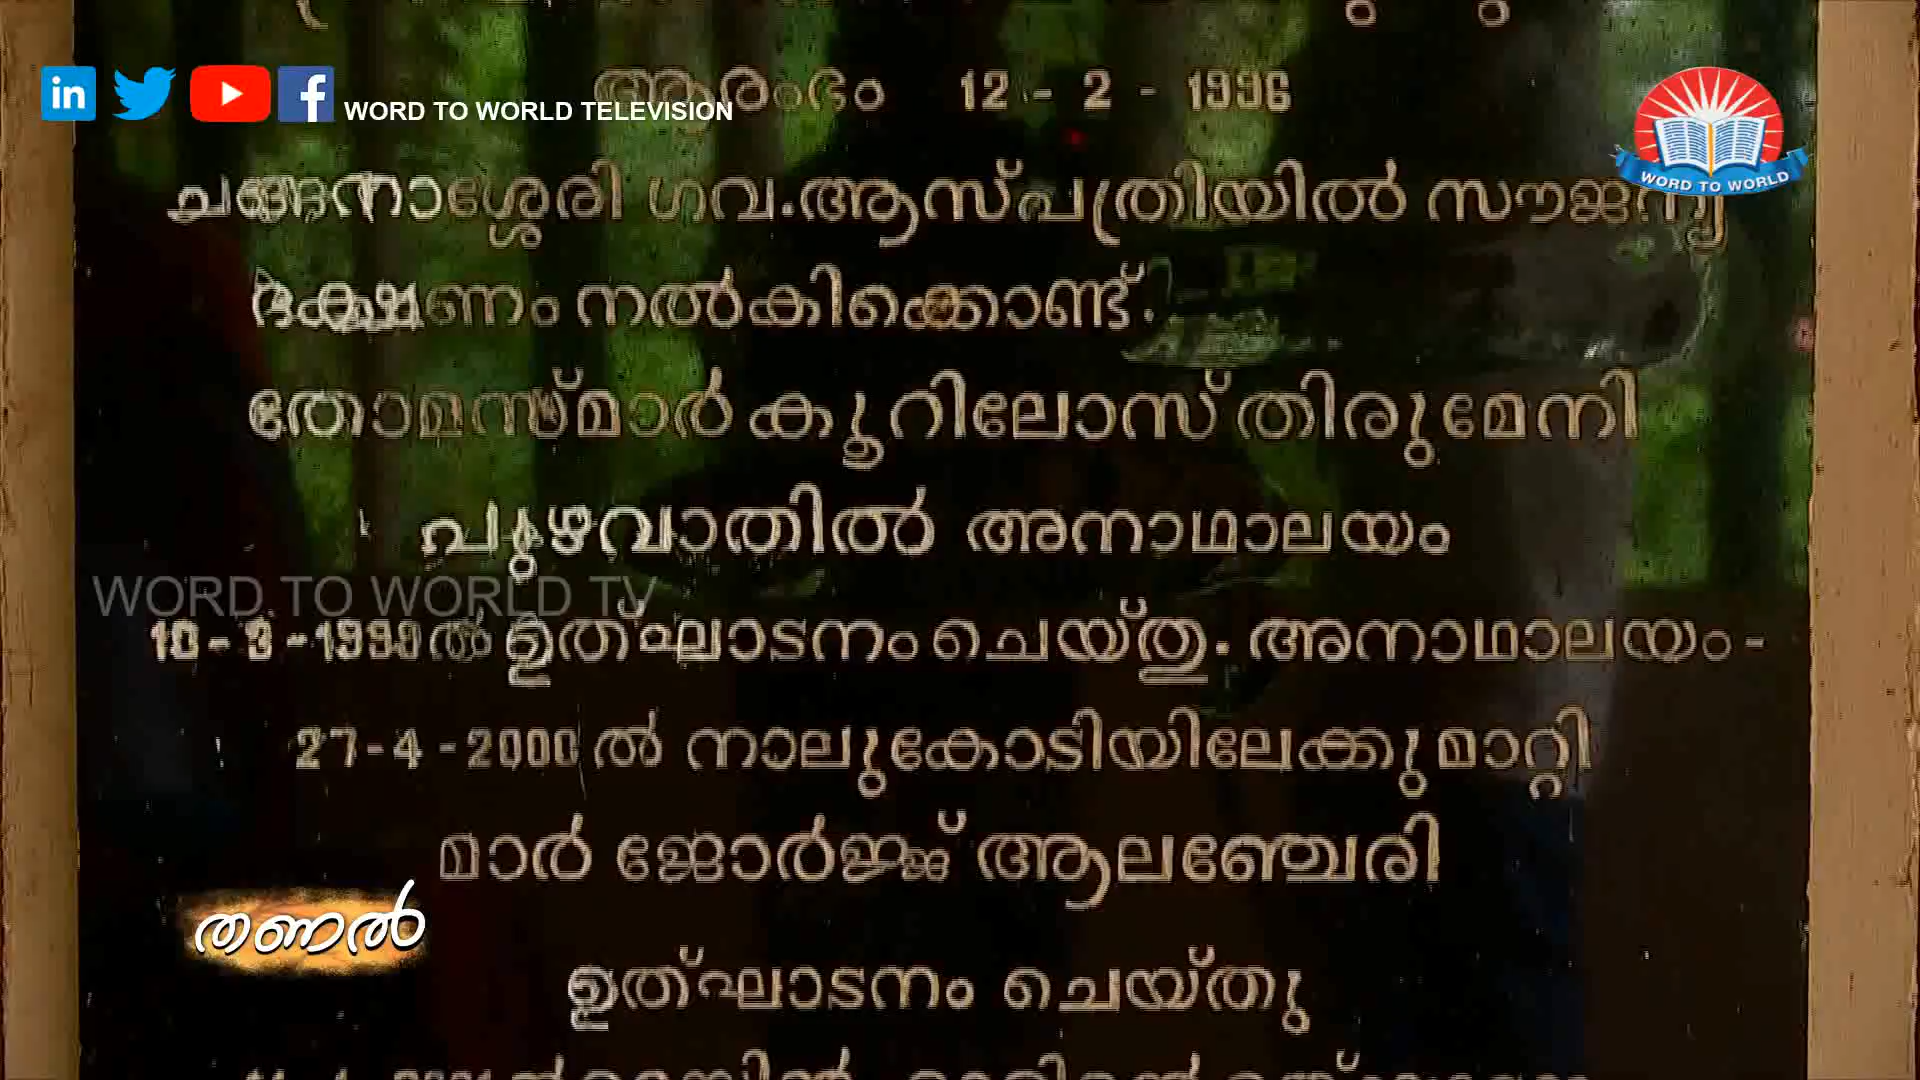 ആരംഭം 12 - 2 - 1996
WORD TO WORLD TELEVISION
WORD TO WORLD
ചങ്ങനാശ്ശേരി ഗവ. ആസ്പത്രിയിൽ സൗജന്യ
ഭക്ഷണം നൽകിക്കൊണ്ട്.
തോമസ്മാർ കൂറിലോസ് തിരുമേനി
പുഴവാതിൽ അനാഥാലയം
WORD TO WORLD TV
ൽ ഉത്ഘാടനം ചെയ്തു. അനാഥാലയം -
27-4-2000 ൽ നാലുകോടിയിലേക്കു മാറ്റി
മാർ ജോർജ്ജ് ആലഞ്ചേരി
തണൽ
ഉത്ഘാടനം ചെയ്തു